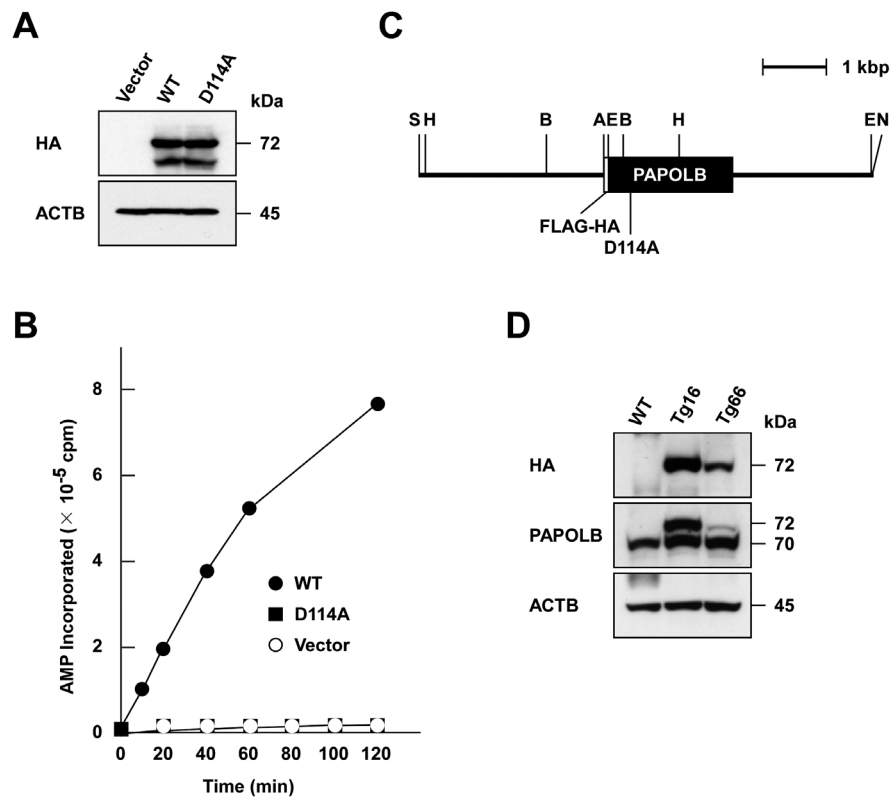 A
Vector WT D114A
kDa
HA 72
ACTB 45
C
1 kbp
S H B A E B H E N
PAPOLB
FLAG-HA
D114A
B
AMP Incorporated (× 10⁻⁵ cpm)
8
6
4
2
0
WT
D114A
Vector
0 20 40 60 80 100 120
Time (min)
D
WT Tg16 Tg66
kDa
HA 72
72
PAPOLB 70
ACTB 45